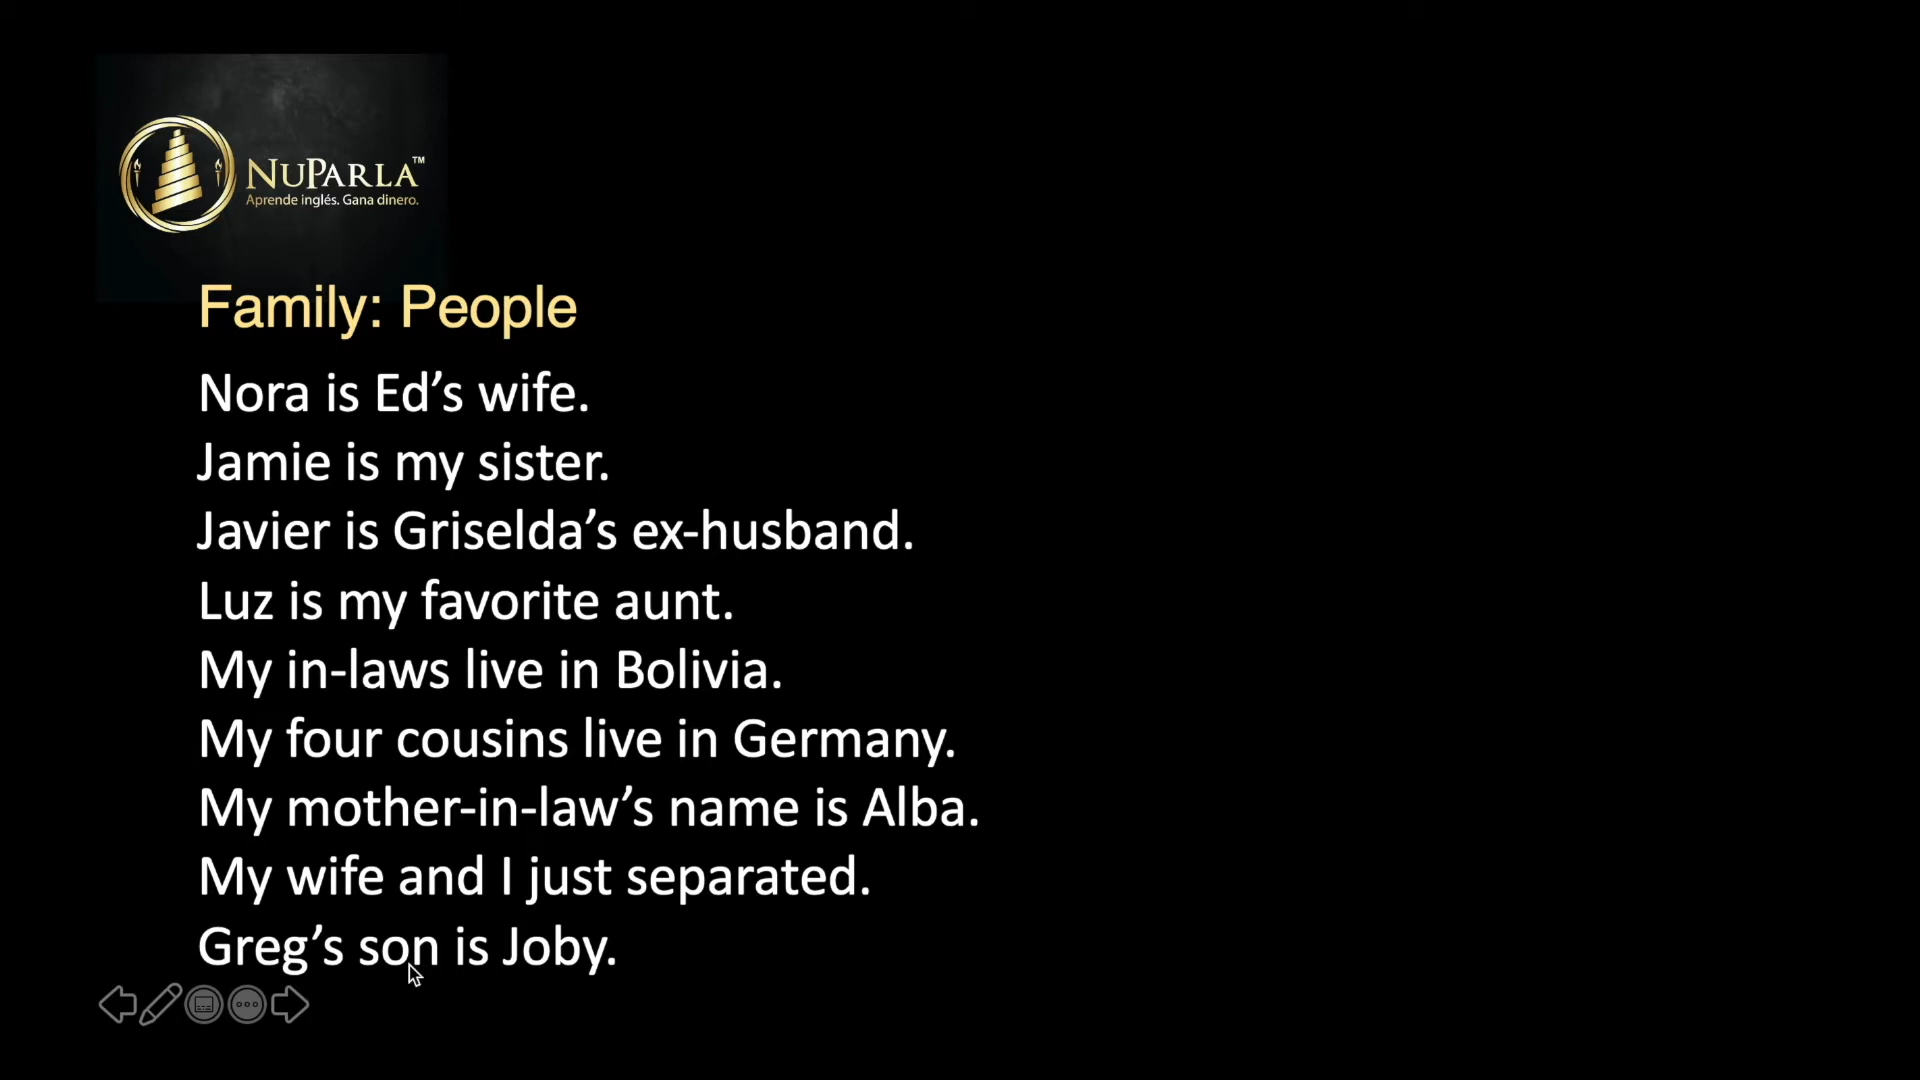 NUPARLA™
Aprende inglés. Gana dinero.
Family: People
Nora is Ed’s wife.
Jamie is my sister.
Javier is Griselda’s ex-husband.
Luz is my favorite aunt.
My in-laws live in Bolivia.
My four cousins live in Germany.
My mother-in-law’s name is Alba.
My wife and I just separated.
Greg’s son is Joby.